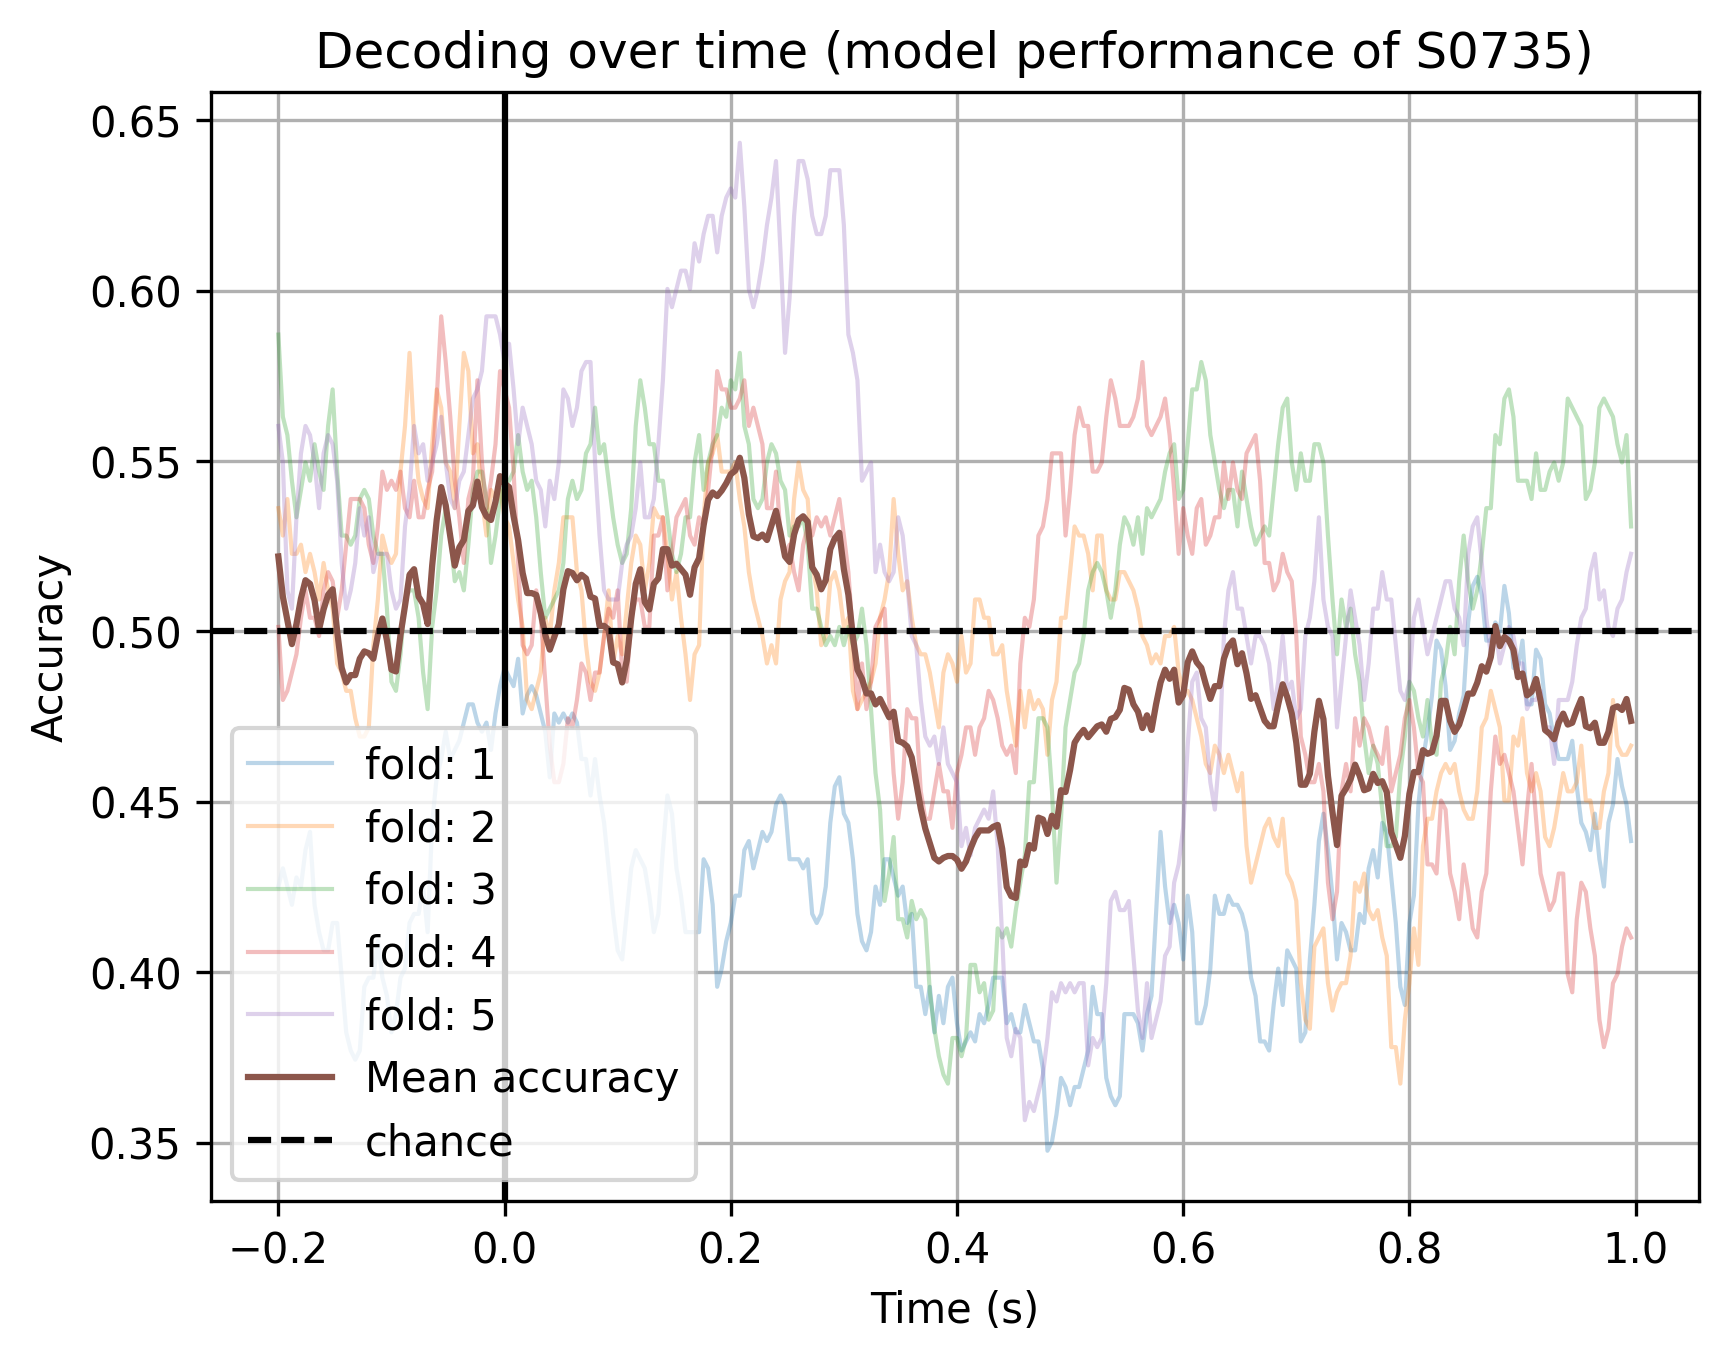 Decoding over time (model performance of S0735)
Accuracy
0.65
0.60
0.55
0.50
0.45
0.40
0.35
fold: 1
fold: 2
fold: 3
fold: 4
fold: 5
Mean accuracy
chance
−0.2 0.0 0.2 0.4 0.6 0.8 1.0
Time (s)